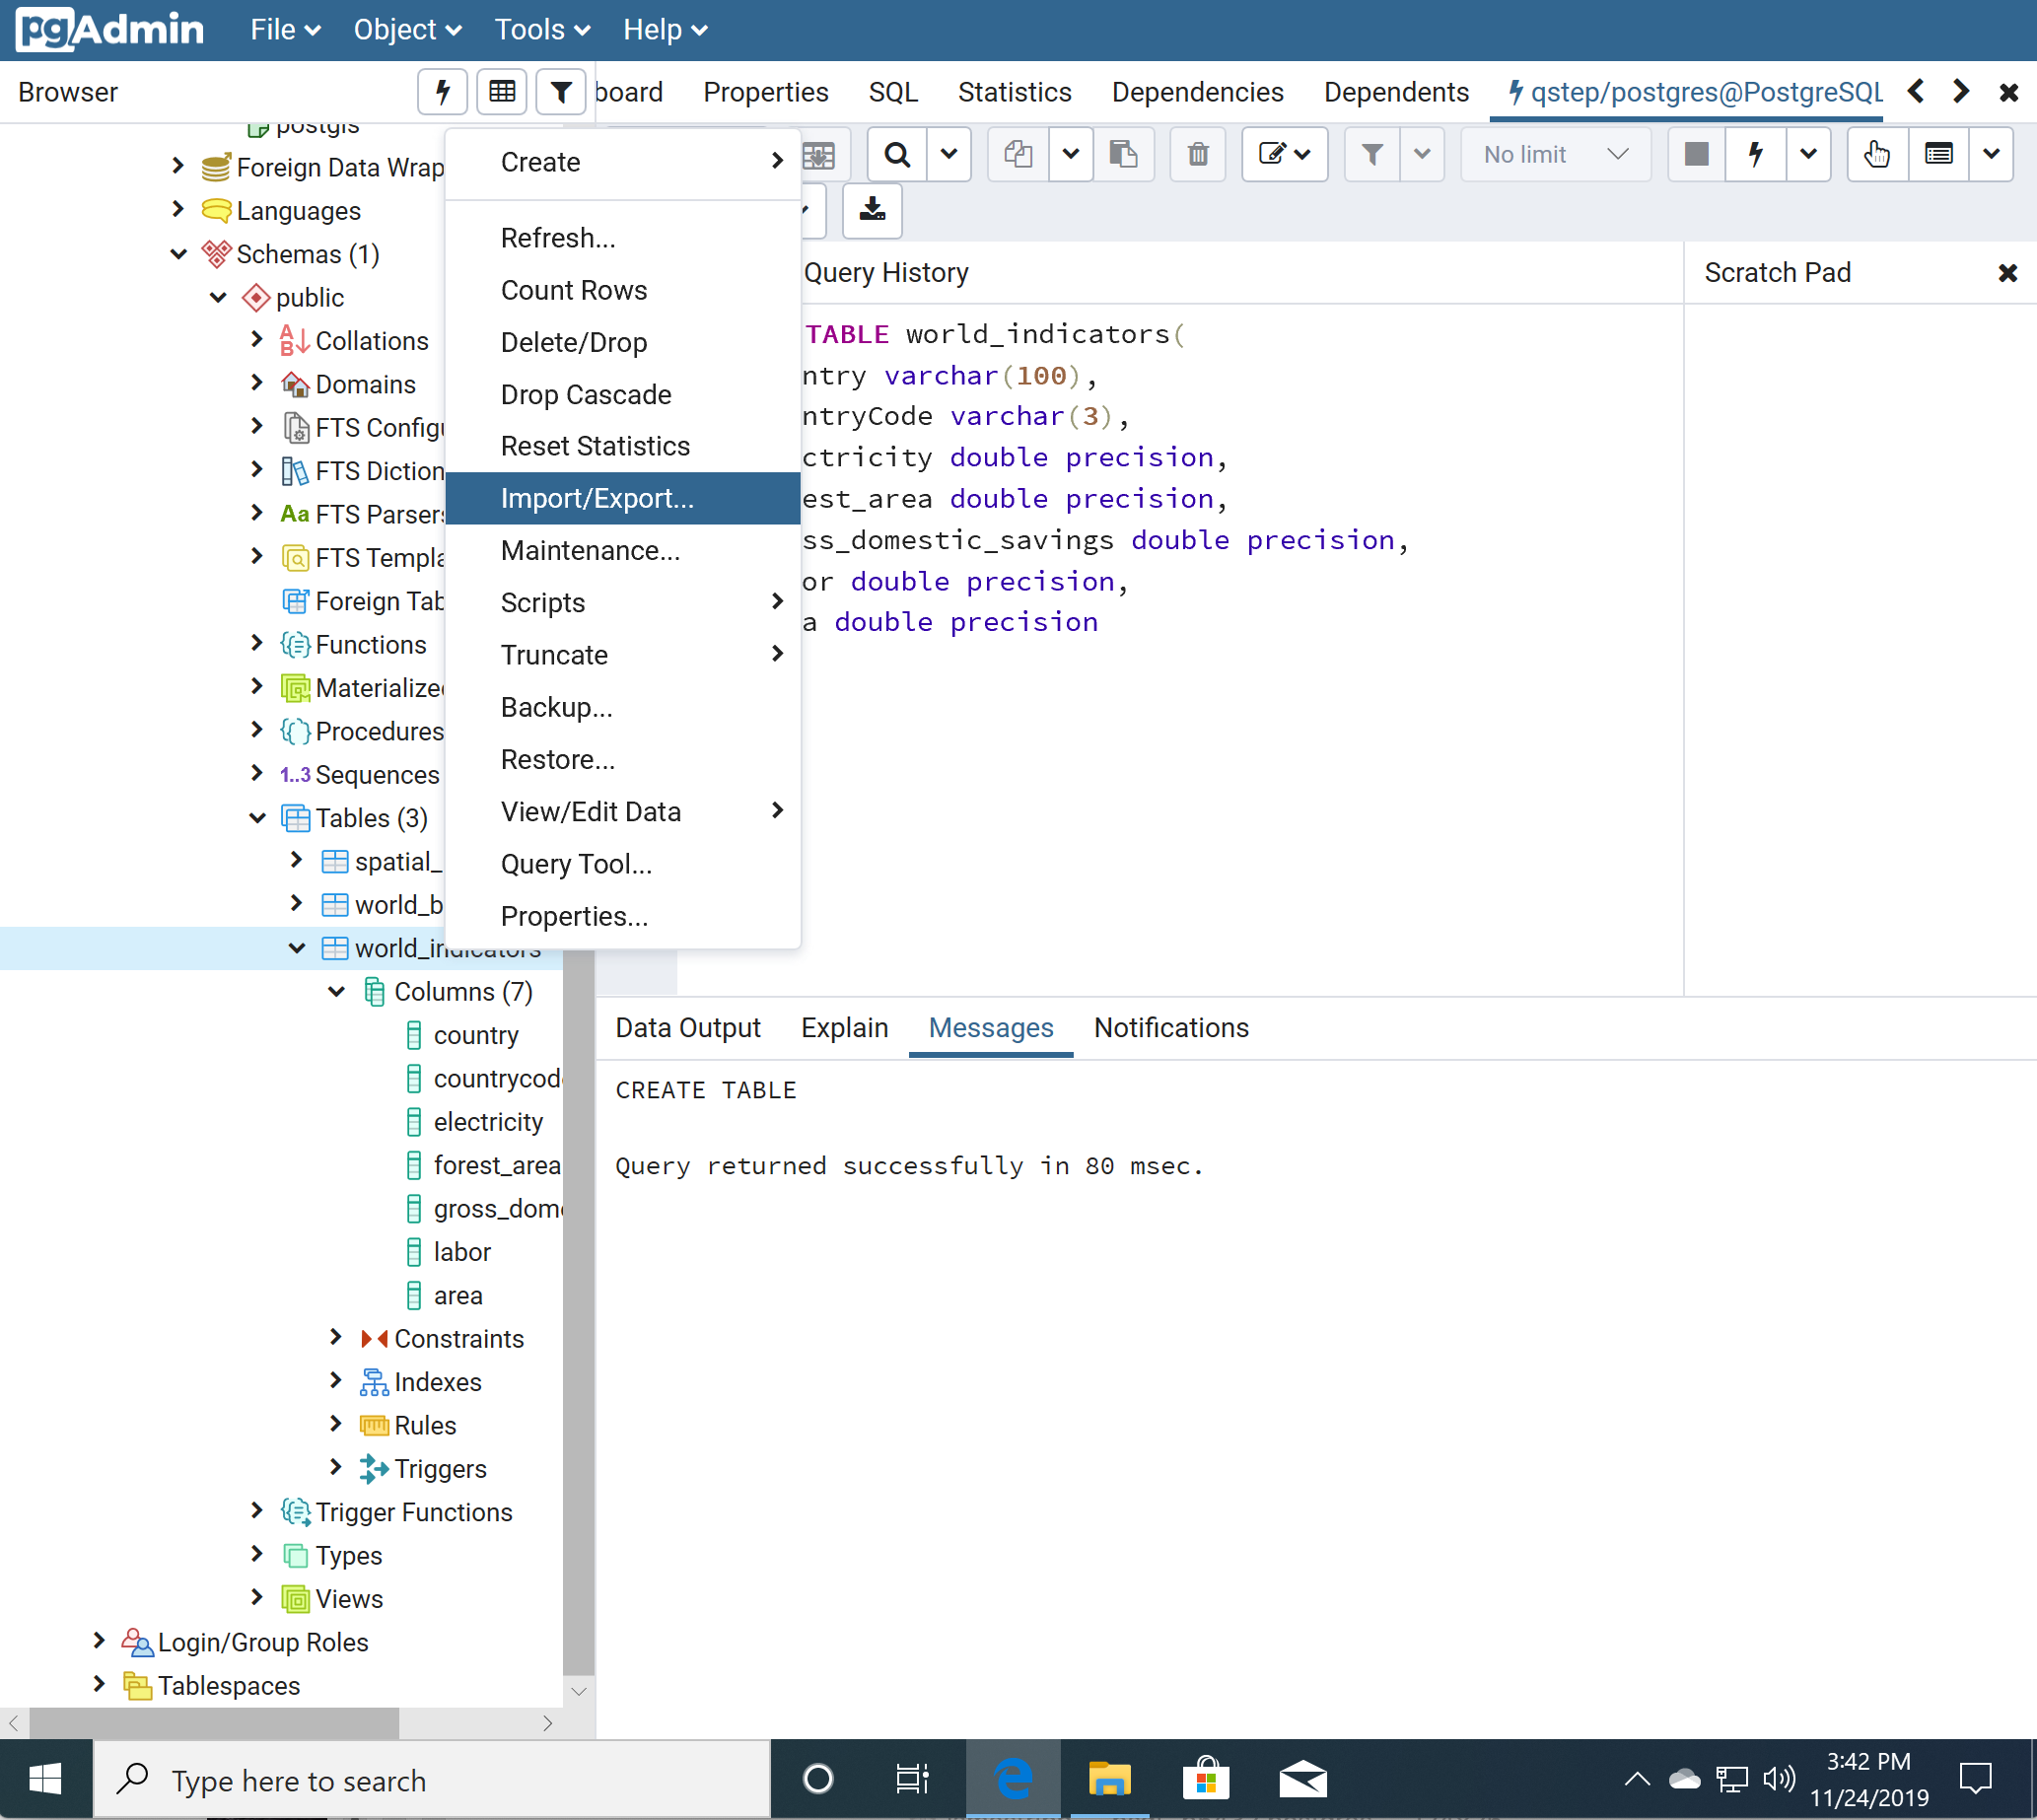 pgAdmin File Object Tools Help
Browser
board Properties SQL Statistics Dependencies Dependents qstep/postgres@PostgreSQL
postgis
Foreign Data Wrap
Languages
Schemas (1)
public
A
B
Collations
Domains
FTS Config
FTS Diction
Aa FTS Parsers
FTS Templa
Foreign Tab
Functions
Materialized
Procedures
1..3 Sequences
Tables (3)
spatial_
world_b
world_indicators
Columns (7)
country
countrycode
electricity
forest_area
gross_dome
labor
area
Constraints
Indexes
Rules
Triggers
Trigger Functions
Types
Views
Login/Group Roles
Tablespaces
Create
Refresh...
Count Rows
Delete/Drop
Drop Cascade
Reset Statistics
Import/Export...
Maintenance...
Scripts
Truncate
Backup...
Restore...
View/Edit Data
Query Tool...
Properties...
No limit
Query History
Scratch Pad
TABLE world_indicators(
ntry varchar(100),
ntryCode varchar(3),
ctricity double precision,
est_area double precision,
ss_domestic_savings double precision,
or double precision,
a double precision
Data Output Explain Messages Notifications
CREATE TABLE
Query returned successfully in 80 msec.
Type here to search
3:42 PM
11/24/2019